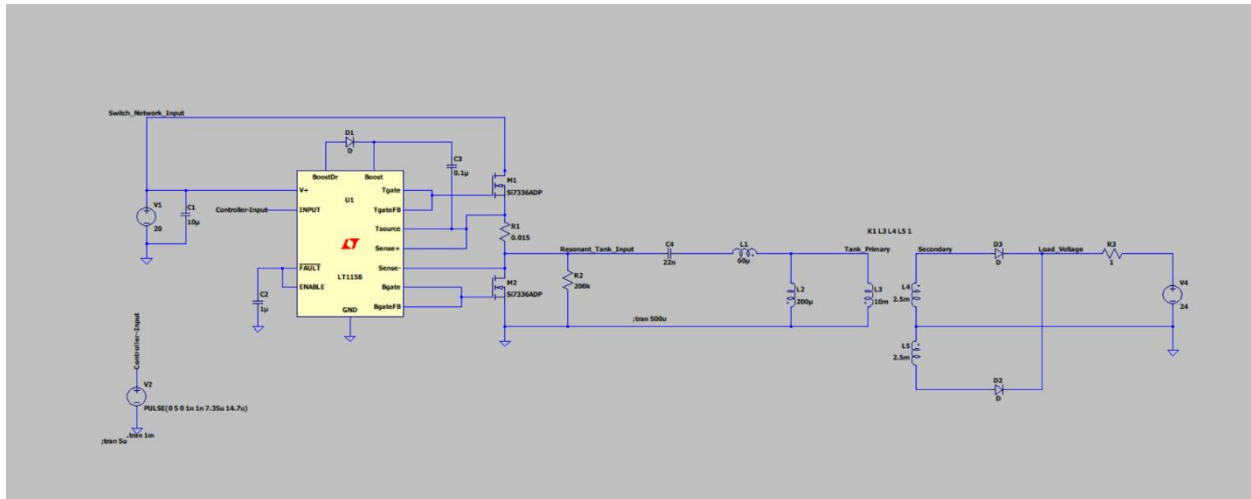 Switch_Network_Input
D1
D
BoostDr
Boost
C3
0.1µ
M1
Si7336ADP
V+
Tgate
U1
V1
20
C1
10µ
Controller-Input
INPUT
TgateFB
Tsource
R1
0.015
Sense+
K1 L3 L4 L5 1
Resonant_Tank_Input
C4
22n
L1
60µ
Tank_Primary
Secondary
D3
D
Load_Voltage
R3
1
FAULT
LT1158
Sense-
ENABLE
Bgate
M2
Si7336ADP
R2
200k
L2
200µ
L3
10m
L4
2.5m
V4
24
C2
1µ
BgateFB
GND
;tran 500u
L5
2.5m
Controller-Input
V2
D2
D
PULSE(0 5 0 1n 1n 7.35u 14.7u)
.tran 1m
;tran 5u